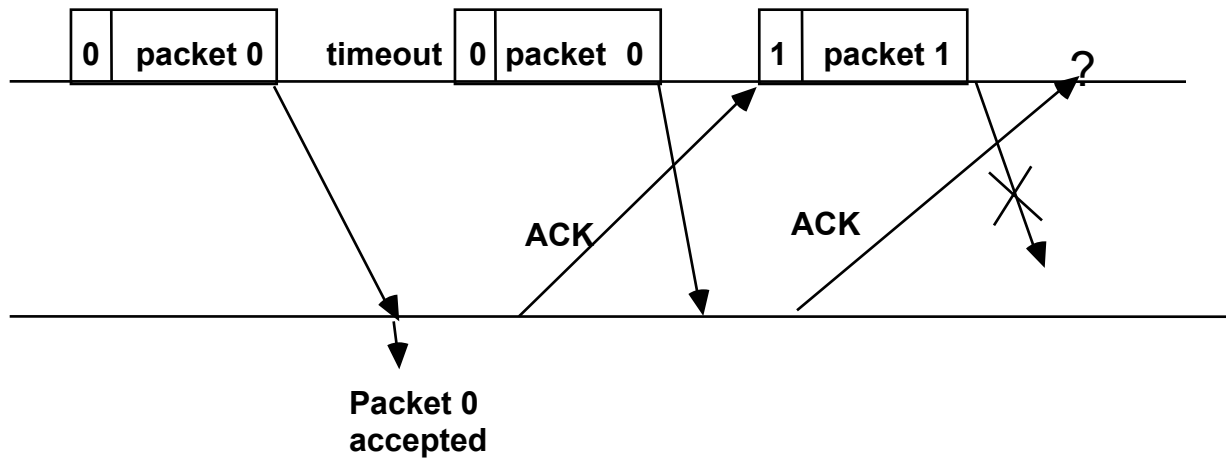 0 packet 0 timeout 0 packet 0 1 packet 1 ?
ACK
ACK
Packet 0
accepted